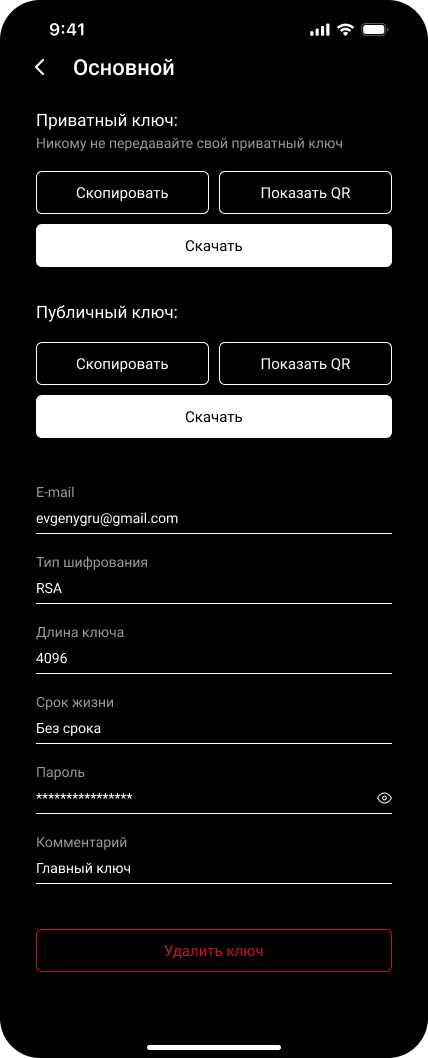 9:41
Основной
Приватный ключ:
Никому не передавайте свой приватный ключ
Скопировать Показать QR
Скачать
Публичный ключ:
Скопировать Показать QR
Скачать
E-mail
evgenygru@gmail.com
Тип шифрования
RSA
Длина ключа
4096
Срок жизни
Без срока
Пароль
****************
Комментарий
Главный ключ
Удалить ключ